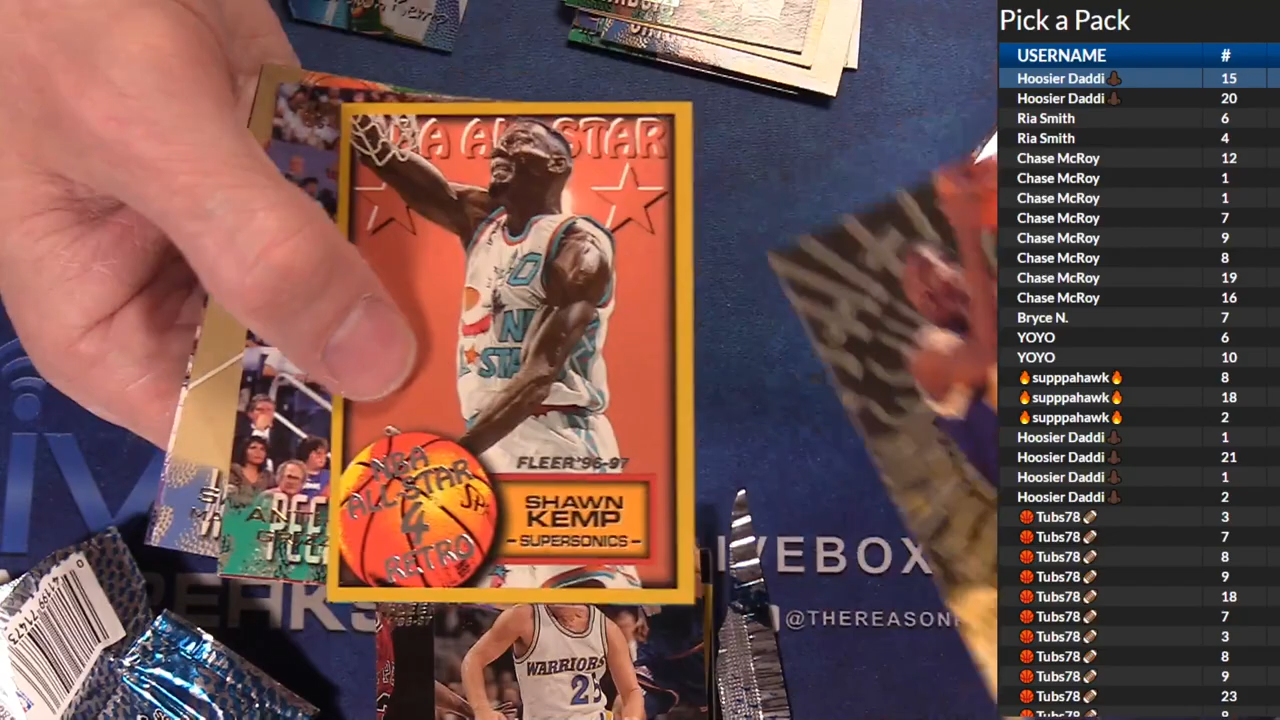 Pick a Pack
USERNAME #
Hoosier Daddi 15
Hoosier Daddi 20
Ria Smith 6
Ria Smith 4
Chase McRoy 12
Chase McRoy 1
Chase McRoy 1
Chase McRoy 7
Chase McRoy 9
Chase McRoy 8
Chase McRoy 19
Chase McRoy 16
Bryce N. 7
YOYO 6
YOYO 10
🔥supppahawk🔥 8
🔥supppahawk🔥 18
🔥supppahawk🔥 2
Hoosier Daddi 1
Hoosier Daddi 21
Hoosier Daddi 1
Hoosier Daddi 2
🏀 Tubs78🏈 3
🏀 Tubs78🏈 7
🏀 Tubs78🏈 8
🏀 Tubs78🏈 9
🏀 Tubs78🏈 18
🏀 Tubs78🏈 7
🏀 Tubs78🏈 3
🏀 Tubs78🏈 8
🏀 Tubs78🏈 9
🏀 Tubs78🏈 23
🏀 Tubs78🏈
NBA ALL STAR
FLEER '96-97
NBA
ALL-STAR
4
RETRO
SHAWN
KEMP
- SUPERSONICS -
WARRIORS
25
VEBOX
@THEREASON